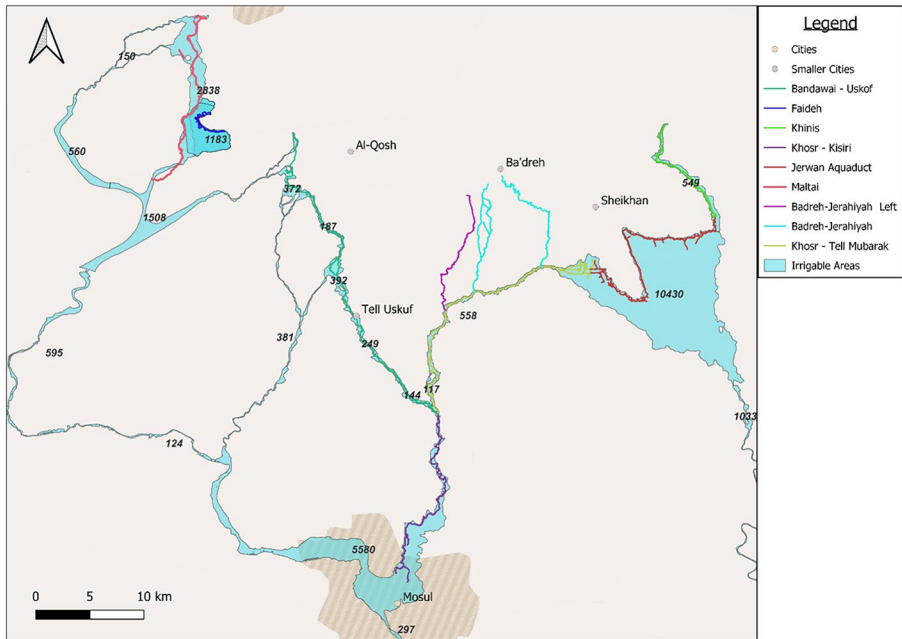 150
2838
560
1183
Al-Qosh
Ba'dreh
549
372
Sheikhan
1508
187
392
10430
Tell Uskuf
558
381
249
595
117
144
1033
124
5580
0 5 10 km
Mosul
297
Legend
Cities
Smaller Cities
Bandawai - Uskof
Faideh
Khinis
Khosr - Kisiri
Jerwan Aquaduct
Maltai
Badreh-Jerahiyah Left
Badreh-Jerahiyah
Khosr - Tell Mubarak
Irrigable Areas